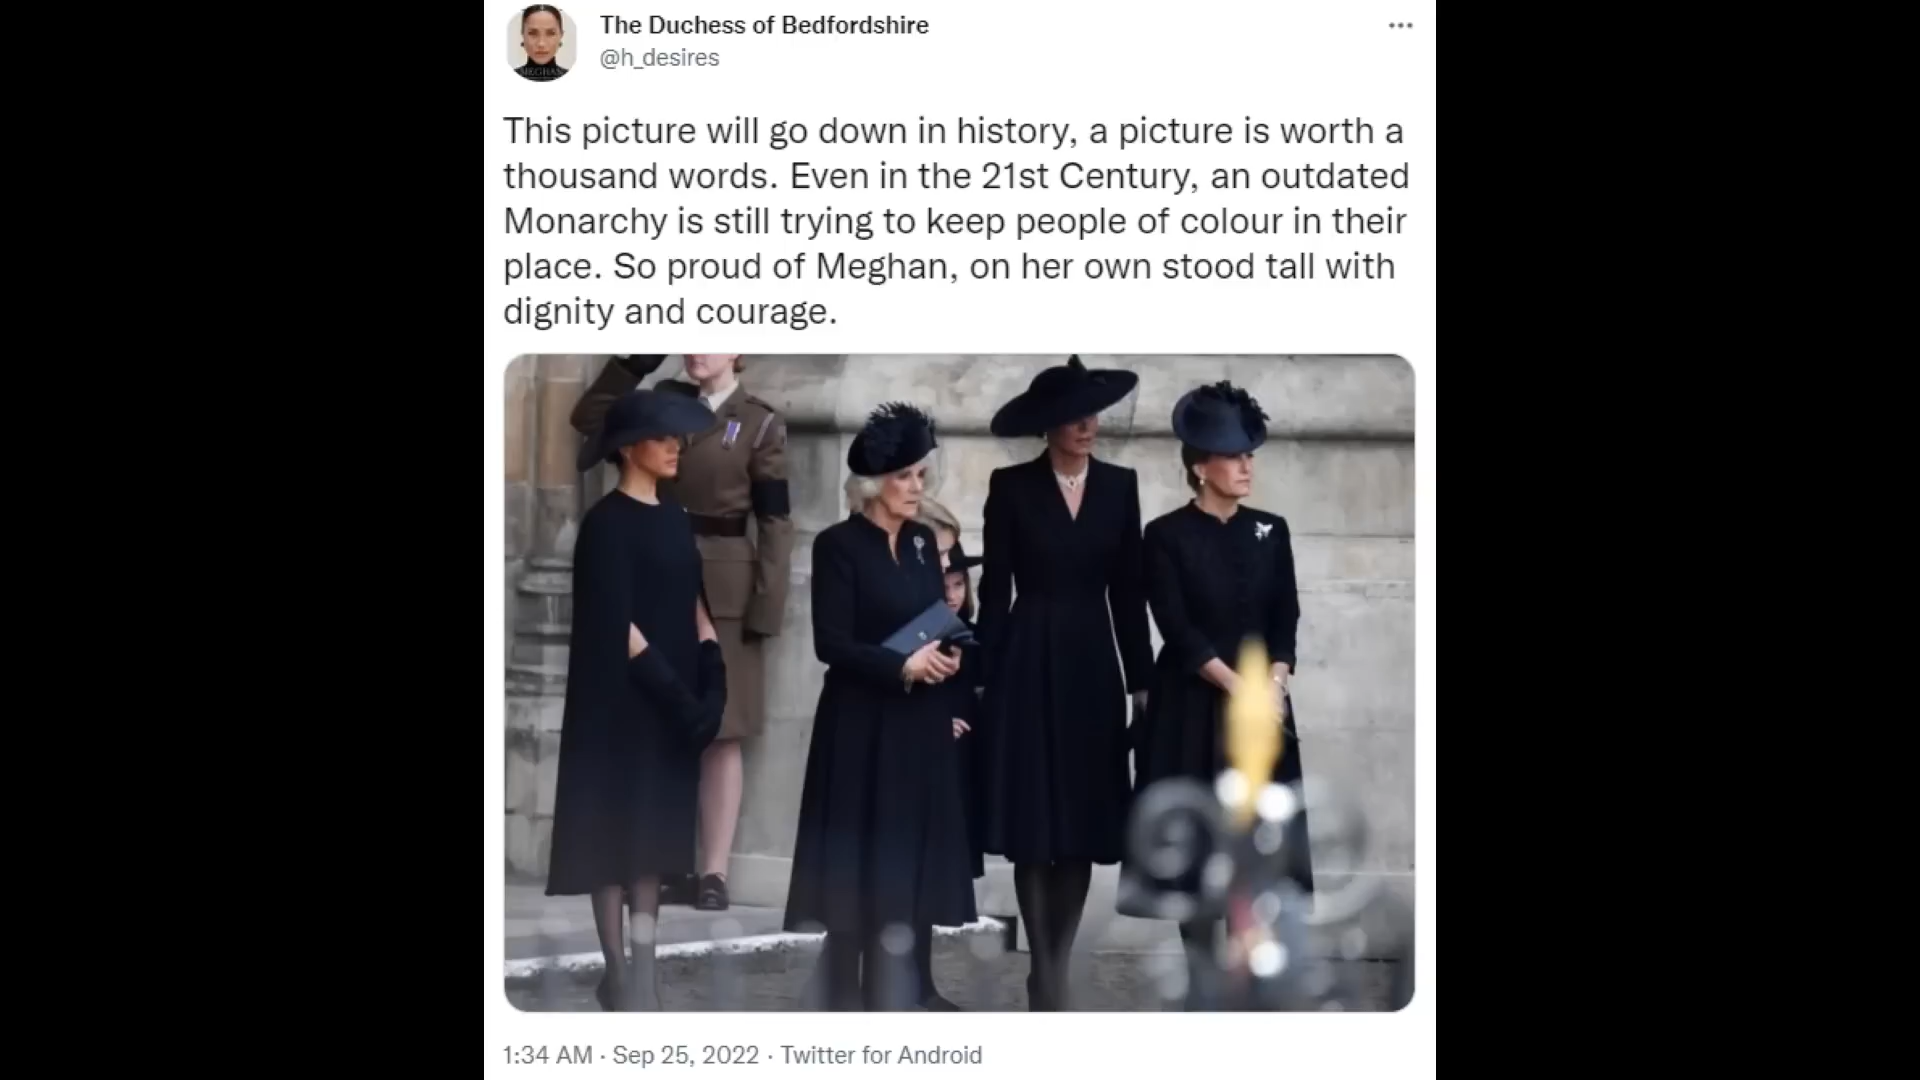 The Duchess of Bedfordshire
@h_desires
This picture will go down in history, a picture is worth a
thousand words. Even in the 21st Century, an outdated
Monarchy is still trying to keep people of colour in their
place. So proud of Meghan, on her own stood tall with
dignity and courage.
1:34 AM · Sep 25, 2022 · Twitter for Android